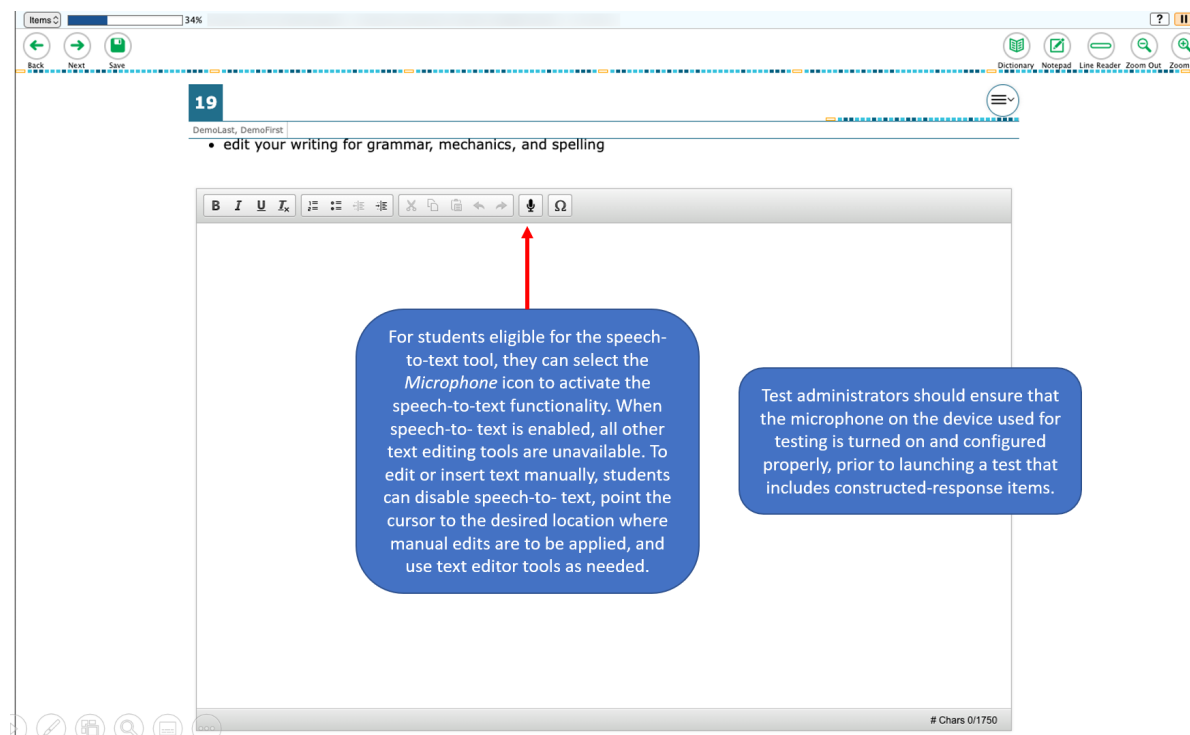 Items 34% ?
Back Next Save Dictionary Notepad Line Reader Zoom Out Zoom
19
DemoLast, DemoFirst
• edit your writing for grammar, mechanics, and spelling
B I U Ix Ω
For students eligible for the speech-
to-text tool, they can select the
Microphone icon to activate the
speech-to-text functionality. When
speech-to- text is enabled, all other
text editing tools are unavailable. To
edit or insert text manually, students
can disable speech-to- text, point the
cursor to the desired location where
manual edits are to be applied, and
use text editor tools as needed.
Test administrators should ensure that
the microphone on the device used for
testing is turned on and configured
properly, prior to launching a test that
includes constructed-response items.
# Chars 0/1750